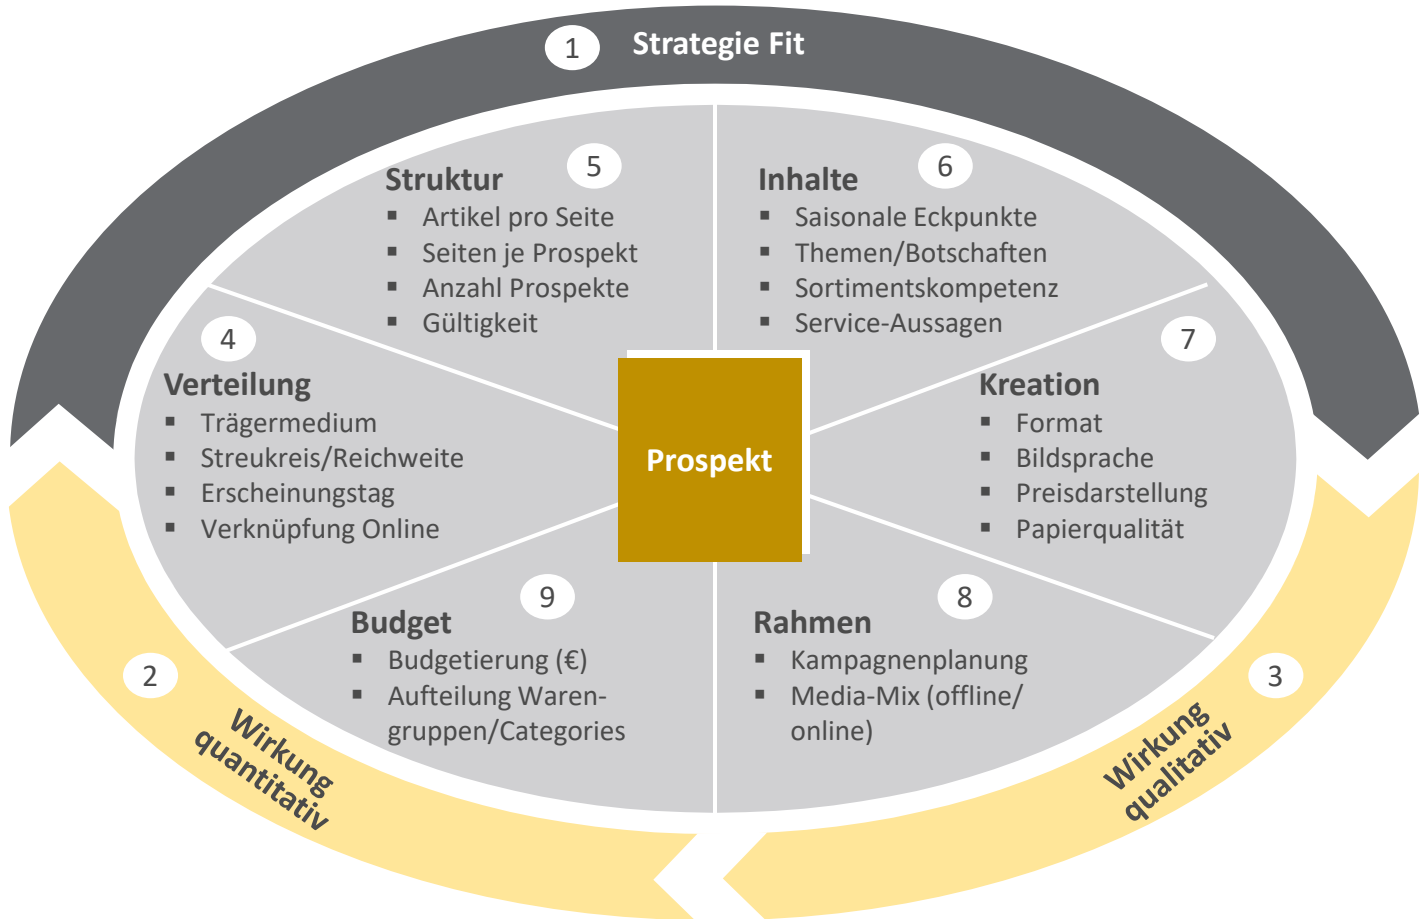 1
Strategie Fit
5
Struktur
▪ Artikel pro Seite
▪ Seiten je Prospekt
▪ Anzahl Prospekte
▪ Gültigkeit
6
Inhalte
▪ Saisonale Eckpunkte
▪ Themen/Botschaften
▪ Sortimentskompetenz
▪ Service-Aussagen
4
Verteilung
▪ Trägermedium
▪ Streukreis/Reichweite
▪ Erscheinungstag
▪ Verknüpfung Online
Prospekt
7
Kreation
▪ Format
▪ Bildsprache
▪ Preisdarstellung
▪ Papierqualität
9
Budget
▪ Budgetierung (€)
▪ Aufteilung Waren-
gruppen/Categories
8
Rahmen
▪ Kampagnenplanung
▪ Media-Mix (offline/
online)
2
Wirkung
quantitativ
3
Wirkung
qualitativ